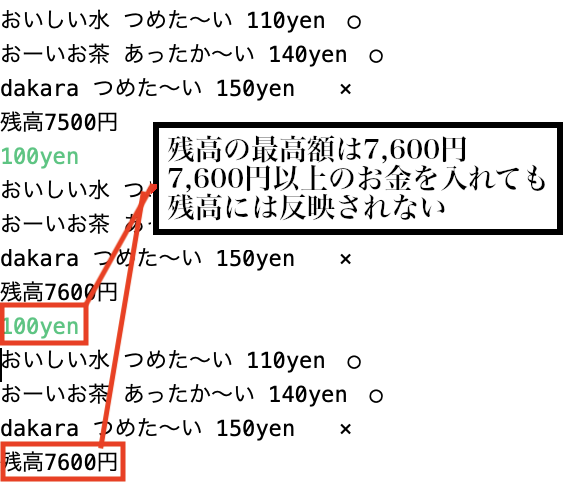 おいしい水 つめた〜い 110yen ○
おーいお茶 あったか〜い 140yen ○
dakara つめた〜い 150yen ×
残高7500円
100yen
残高の最高額は7,600円
7,600円以上のお金を入れても
残高には反映されない
おいしい水 つめ
おーいお茶 あっ
dakara つめた〜い 150yen ×
残高7600円
100yen
おいしい水 つめた〜い 110yen ○
おーいお茶 あったか〜い 140yen ○
dakara つめた〜い 150yen ×
残高7600円